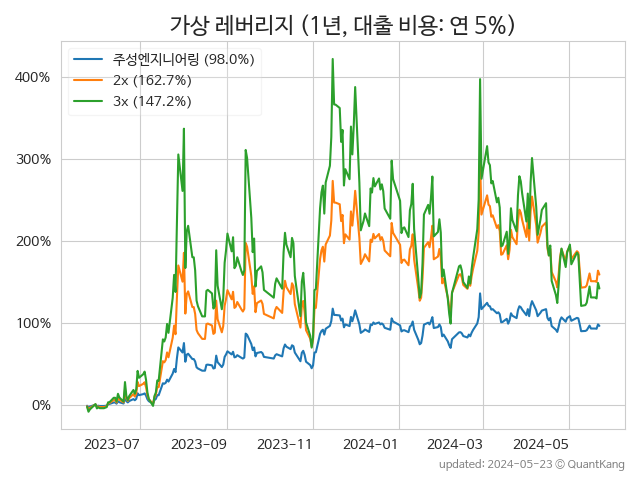 가상 레버리지 (1년, 대출 비용: 연 5%)
주성엔지니어링 (98.0%)
2x (162.7%)
3x (147.2%)
400%
300%
200%
100%
0%
2023-07 2023-09 2023-11 2024-01 2024-03 2024-05
updated: 2024-05-23 © QuantKang